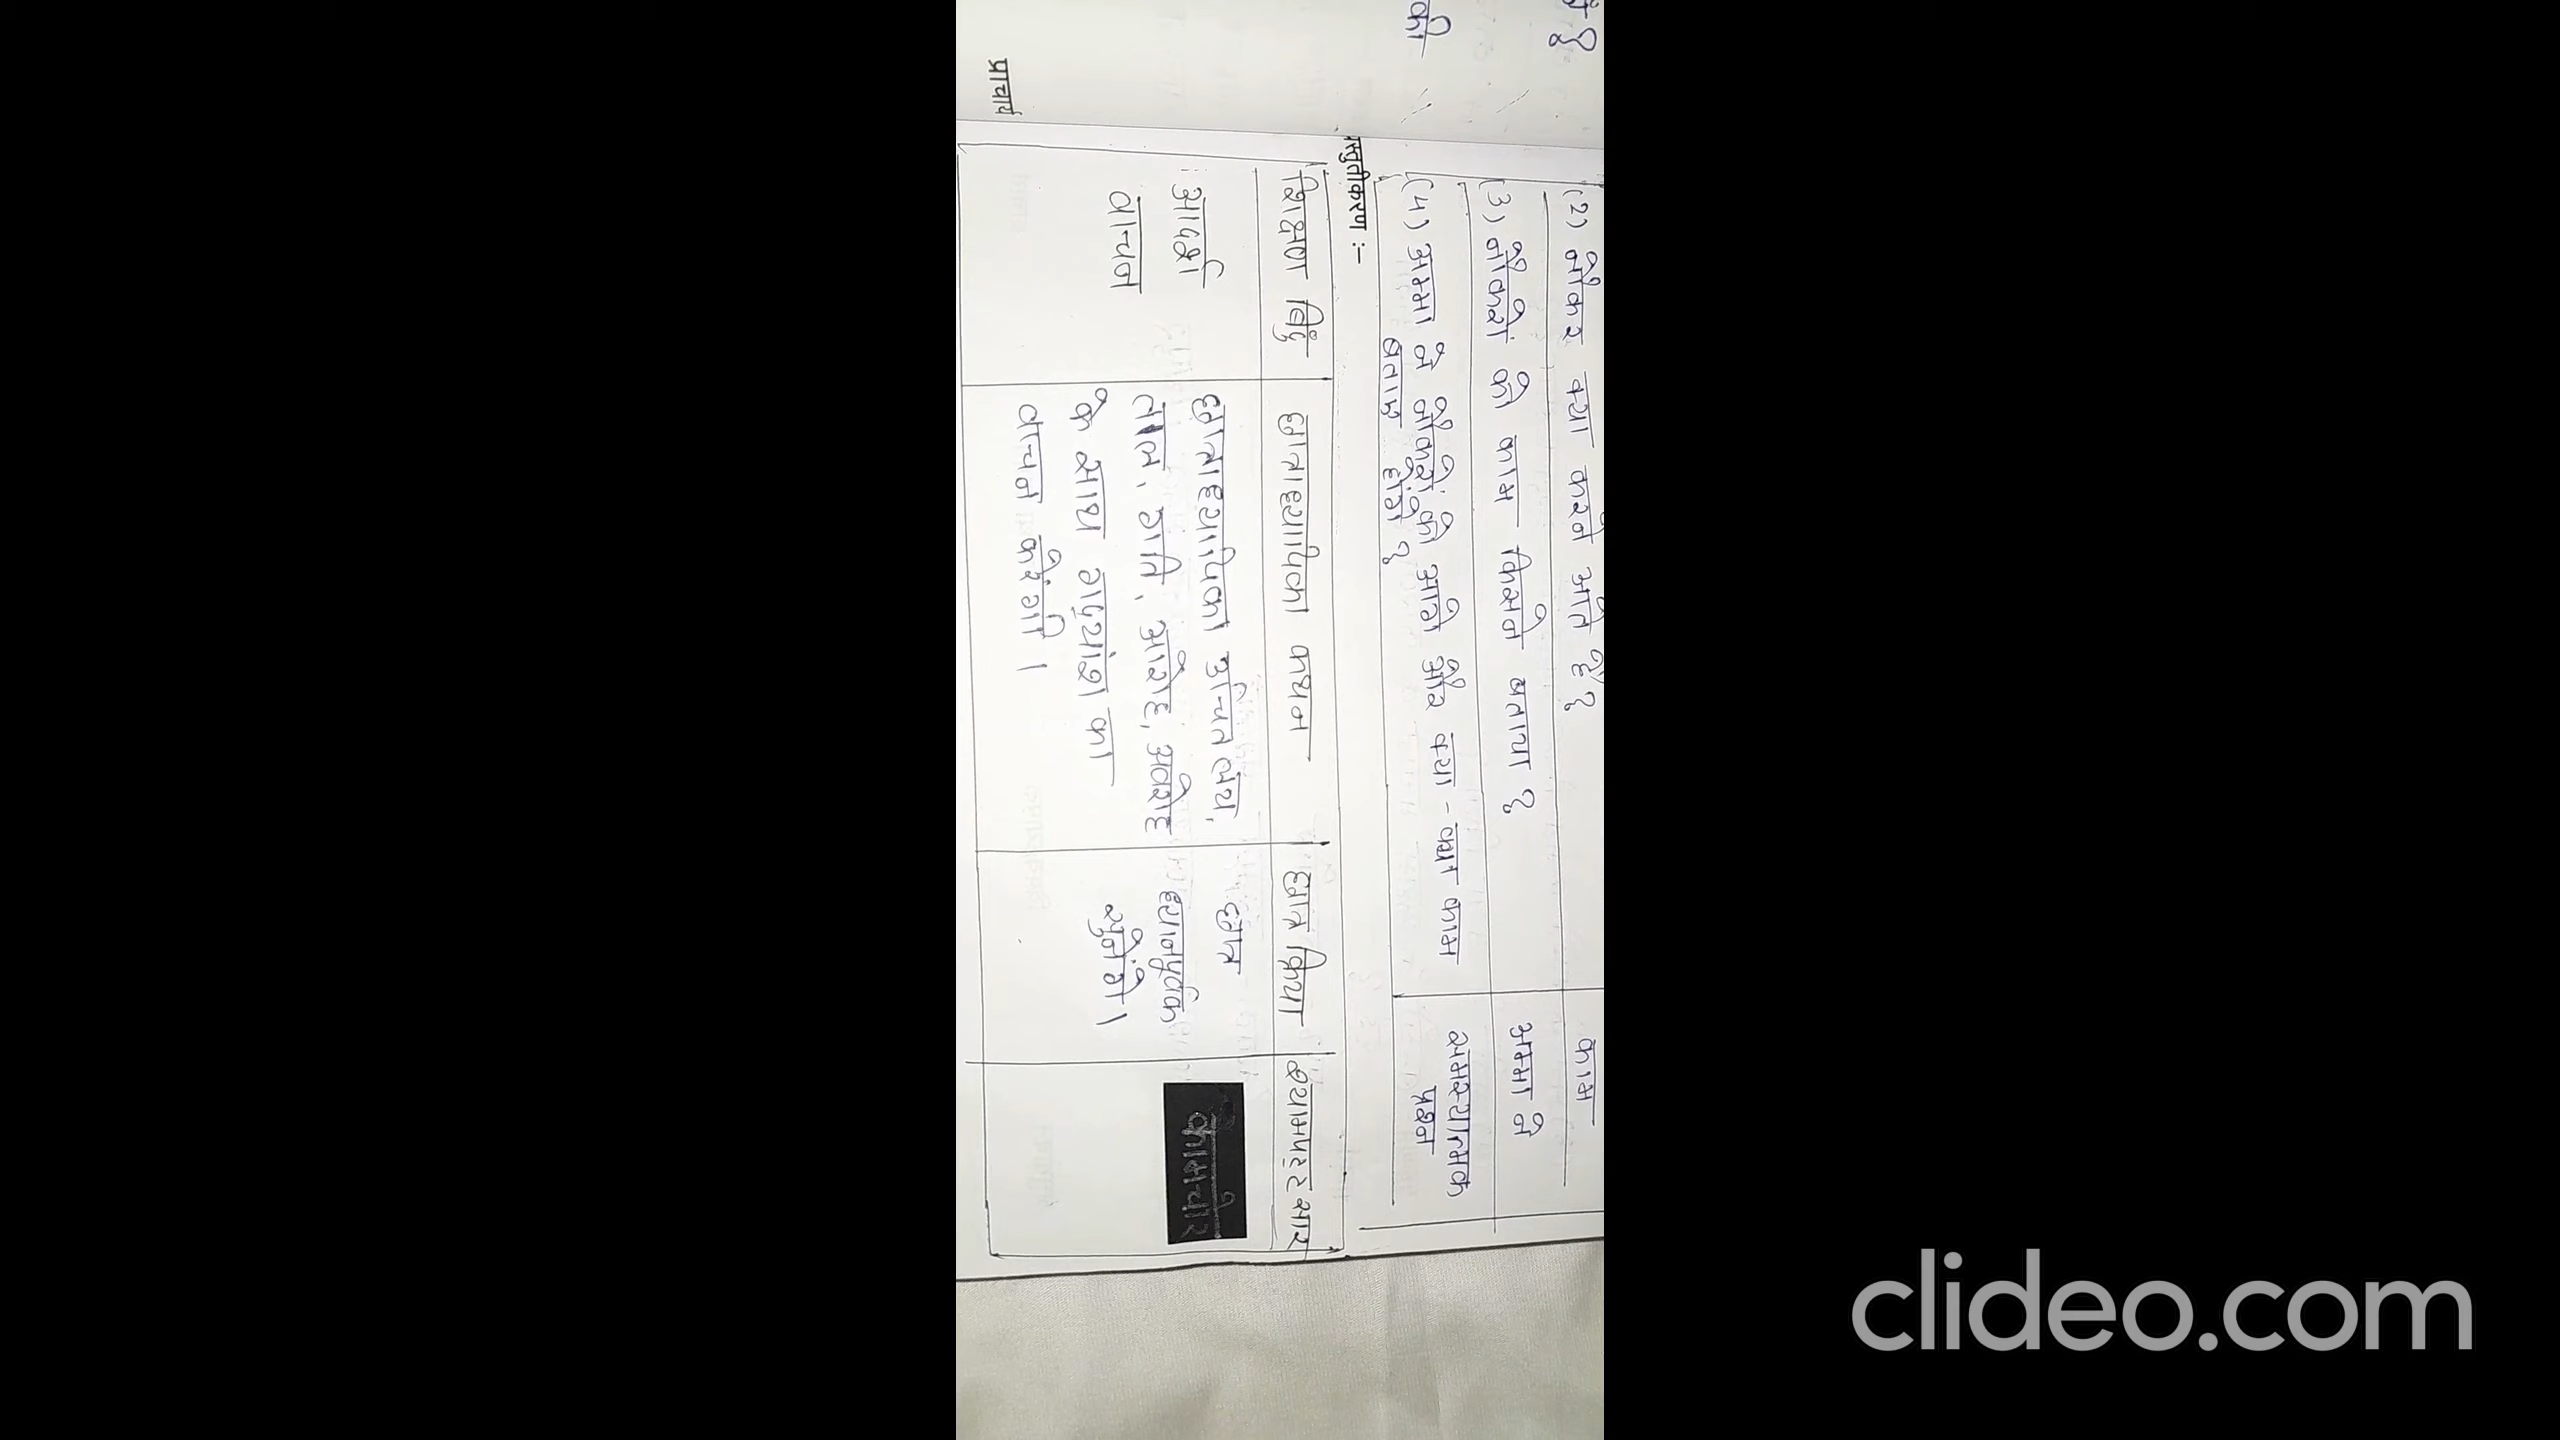 की
प्राचार्य
(2) नौकर क्या करने आते है ?
काम
(3) नौकरों को काम किसने बताया ?
अम्मा ने
(4) अम्मा ने नौकरों को आगे और क्या - क्या काम
बताए होंगे ?
समस्यात्मक
प्रश्न
प्रस्तुतीकरण :-
शिक्षण बिंदु
छात्राध्यापिका कथन
छात्र क्रिया
श्यामपट्ट सार
आदर्श
वाचन
छात्राध्यापिका उचित लय,
ताल, गति, आरोह, अवरोह
के साथ गद्यांश का
वाचन करेंगी ।
छात्र
ध्यानपूर्वक
सुनेंगे ।
कामचोर
clideo.com